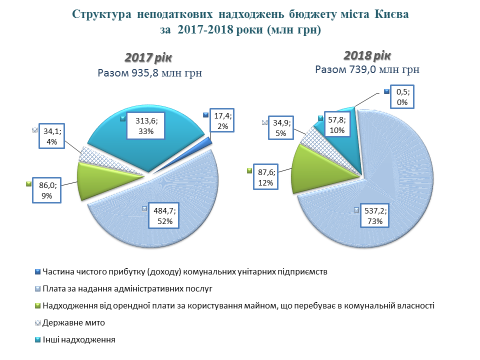 Структура неподаткових надходжень бюджету міста Києва
за 2017-2018 роки (млн грн)
2017 рік
Разом 935,8 млн грн
2018 рік
Разом 739,0 млн грн
313,6;
33%
17,4;
2%
34,1;
4%
86,0;
9%
484,7;
52%
0,5;
0%
57,8;
10%
34,9;
5%
87,6;
12%
537,2;
73%
Частина чистого прибутку (доходу) комунальних унітарних підприємств
Плата за надання адміністративних послуг
Надходження від орендної плати за користування майном, що перебуває в комунальній власності
Державне мито
Інші надходження